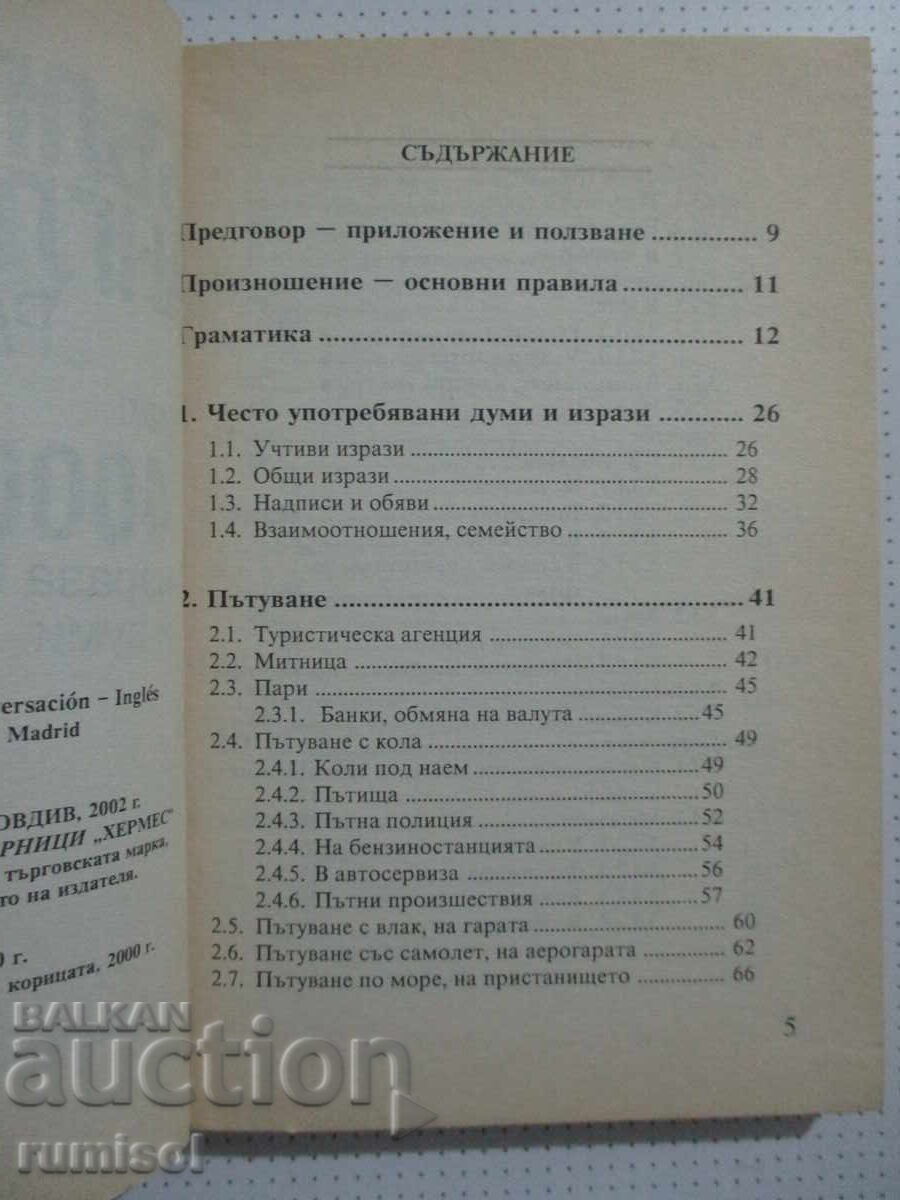 ersación – Inglés
Madrid
ОВДИВ, 2002 г.
РНИЦИ „ХЕРМЕС“
търговската марка,
то на издателя.
0 г.
корицата, 2000 г.
СЪДЪРЖАНИЕ
Предговор — приложение и ползване ............... 9
Произношение — основни правила ................. 11
Граматика ............................................................. 12
1. Често употребявани думи и изрази ............ 26
1.1. Учтиви изрази ............................................... 26
1.2. Общи изрази ................................................. 28
1.3. Надписи и обяви ........................................... 32
1.4. Взаимоотношения, семейство ....................... 36
2. Пътуване .......................................................... 41
2.1. Туристическа агенция ................................... 41
2.2. Митница ........................................................ 42
2.3. Пари .............................................................. 45
2.3.1. Банки, обмяна на валута .................. 45
2.4. Пътуване с кола ............................................ 49
2.4.1. Коли под наем .................................. 49
2.4.2. Пътища ............................................. 50
2.4.3. Пътна полиция ................................. 52
2.4.4. На бензиностанцията ....................... 54
2.4.5. В автосервиза ................................... 56
2.4.6. Пътни произшествия ........................ 57
2.5. Пътуване с влак, на гарата ........................... 60
2.6. Пътуване със самолет, на аерогарата ........... 62
2.7. Пътуване по море, на пристанището ............ 66
5
BALKAN
auction
rumisol